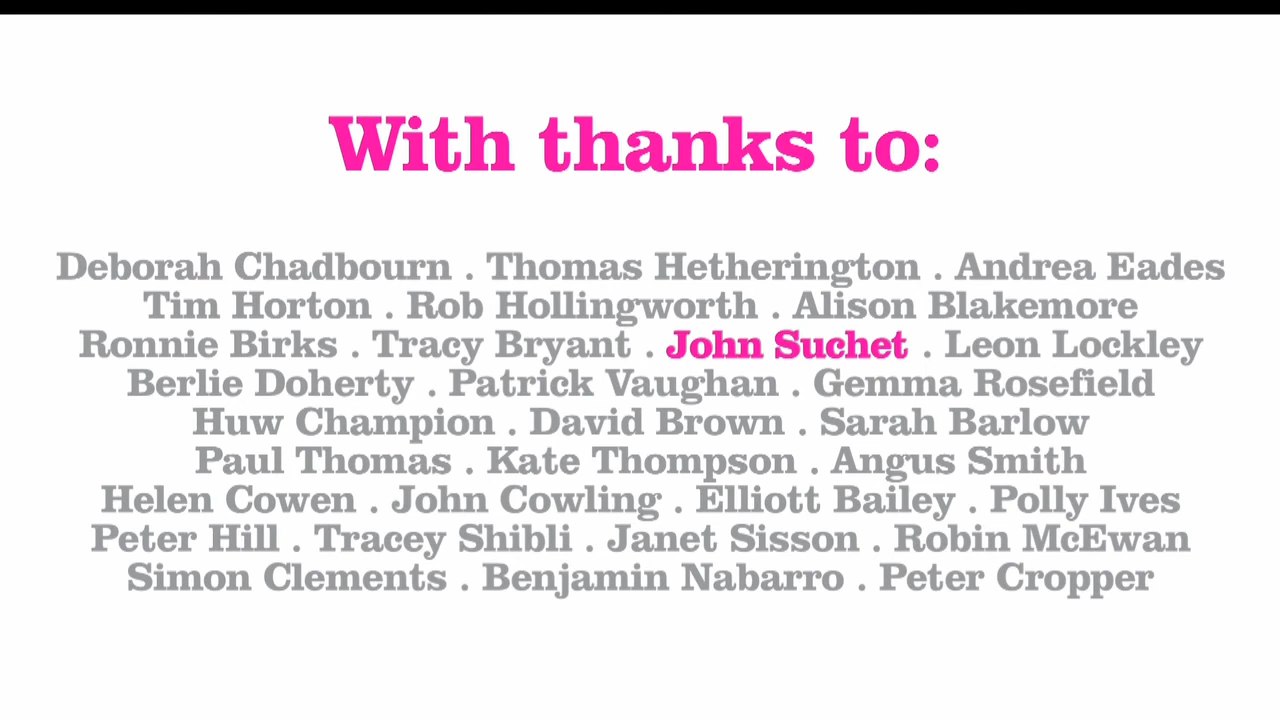 With thanks to:
Deborah Chadbourn . Thomas Hetherington . Andrea Eades
Tim Horton . Rob Hollingworth . Alison Blakemore
Ronnie Birks . Tracy Bryant . John Suchet . Leon Lockley
Berlie Doherty . Patrick Vaughan . Gemma Rosefield
Huw Champion . David Brown . Sarah Barlow
Paul Thomas . Kate Thompson . Angus Smith
Helen Cowen . John Cowling . Elliott Bailey . Polly Ives
Peter Hill . Tracey Shibli . Janet Sisson . Robin McEwan
Simon Clements . Benjamin Nabarro . Peter Cropper